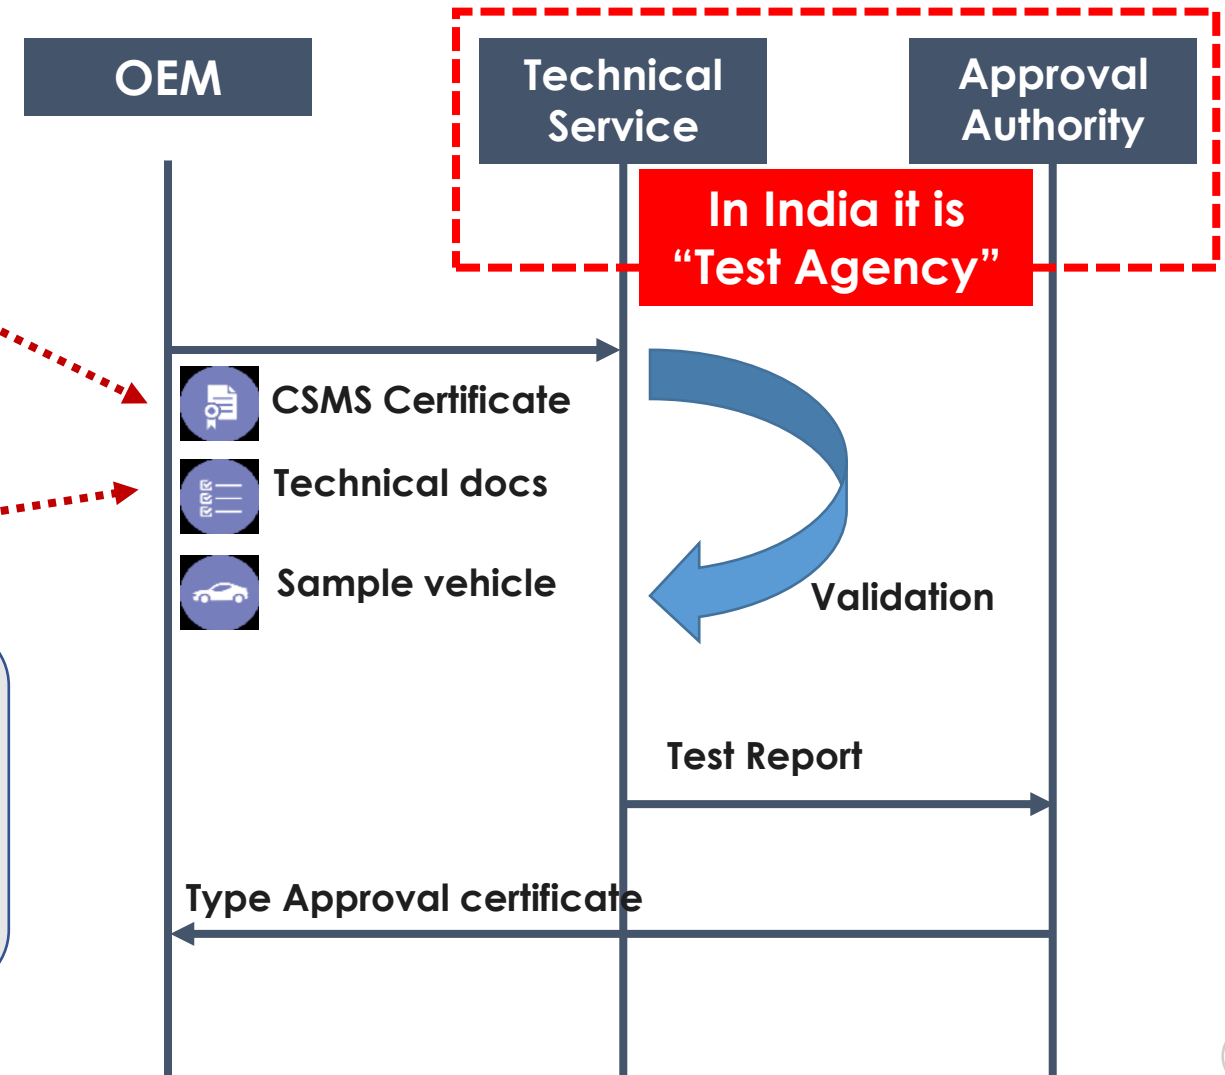 OEM
Technical
Service
Approval
Authority
In India it is
“Test Agency”
CSMS Certificate
Technical docs
Sample vehicle
Validation
Test Report
Type Approval certificate